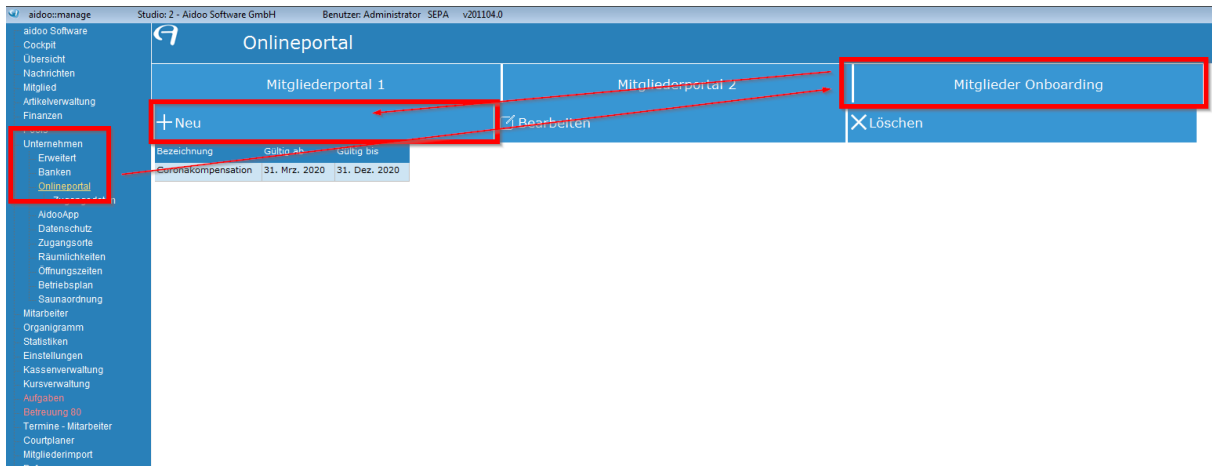 aidoo::manage Studio: 2 - Aidoo Software GmbH Benutzer: Administrator SEPA v201104.0
aidoo Software
Cockpit
Übersicht
Nachrichten
Mitglied
Artikelverwaltung
Finanzen
Unternehmen
Erweitert
Banken
Onlineportal
AidooApp
Datenschutz
Zugangsorte
Räumlichkeiten
Öffnungszeiten
Betriebsplan
Saunaordnung
Mitarbeiter
Organigramm
Statistiken
Einstellungen
Kassenverwaltung
Kursverwaltung
Aufgaben
Betreuung 80
Termine - Mitarbeiter
Courtplaner
Mitgliederimport
Onlineportal
Mitgliederportal 1 Mitgliederportal 2 Mitglieder Onboarding
Neu Bearbeiten Löschen
Bezeichnung Gültig ab Gültig bis
Coronakompensation 31. Mrz. 2020 31. Dez. 2020